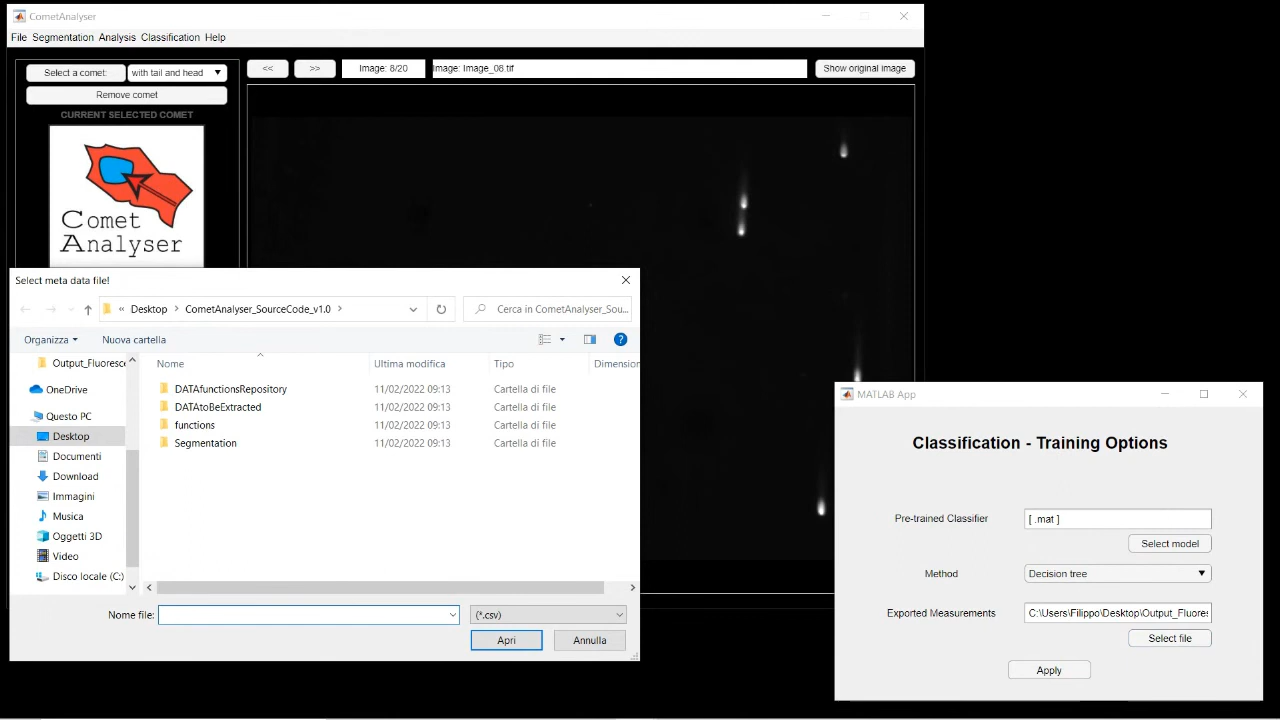 CometAnalyser
File Segmentation Analysis Classification Help
Select a comet: with tail and head
<< >> Image: 8/20 Image: Image_08.tif Show original image
Remove comet
CURRENT SELECTED COMET
Comet
Analyser
Select meta data file!
« Desktop > CometAnalyser_SourceCode_v1.0 > Cerca in CometAnalyser_Sou...
Organizza Nuova cartella
Output_Fluoresce
OneDrive
Questo PC
Desktop
Documenti
Download
Immagini
Musica
Oggetti 3D
Video
Disco locale (C:)
Nome Ultima modifica Tipo Dimension
DATAfunctionsRepository 11/02/2022 09:13 Cartella di file
DATAtoBeExtracted 11/02/2022 09:13 Cartella di file
functions 11/02/2022 09:13 Cartella di file
Segmentation 11/02/2022 09:13 Cartella di file
Nome file: (*.csv)
Apri Annulla
MATLAB App
Classification - Training Options
Pre-trained Classifier [ .mat ]
Select model
Method Decision tree
Exported Measurements C:\Users\Filippo\Desktop\Output_Fluores
Select file
Apply